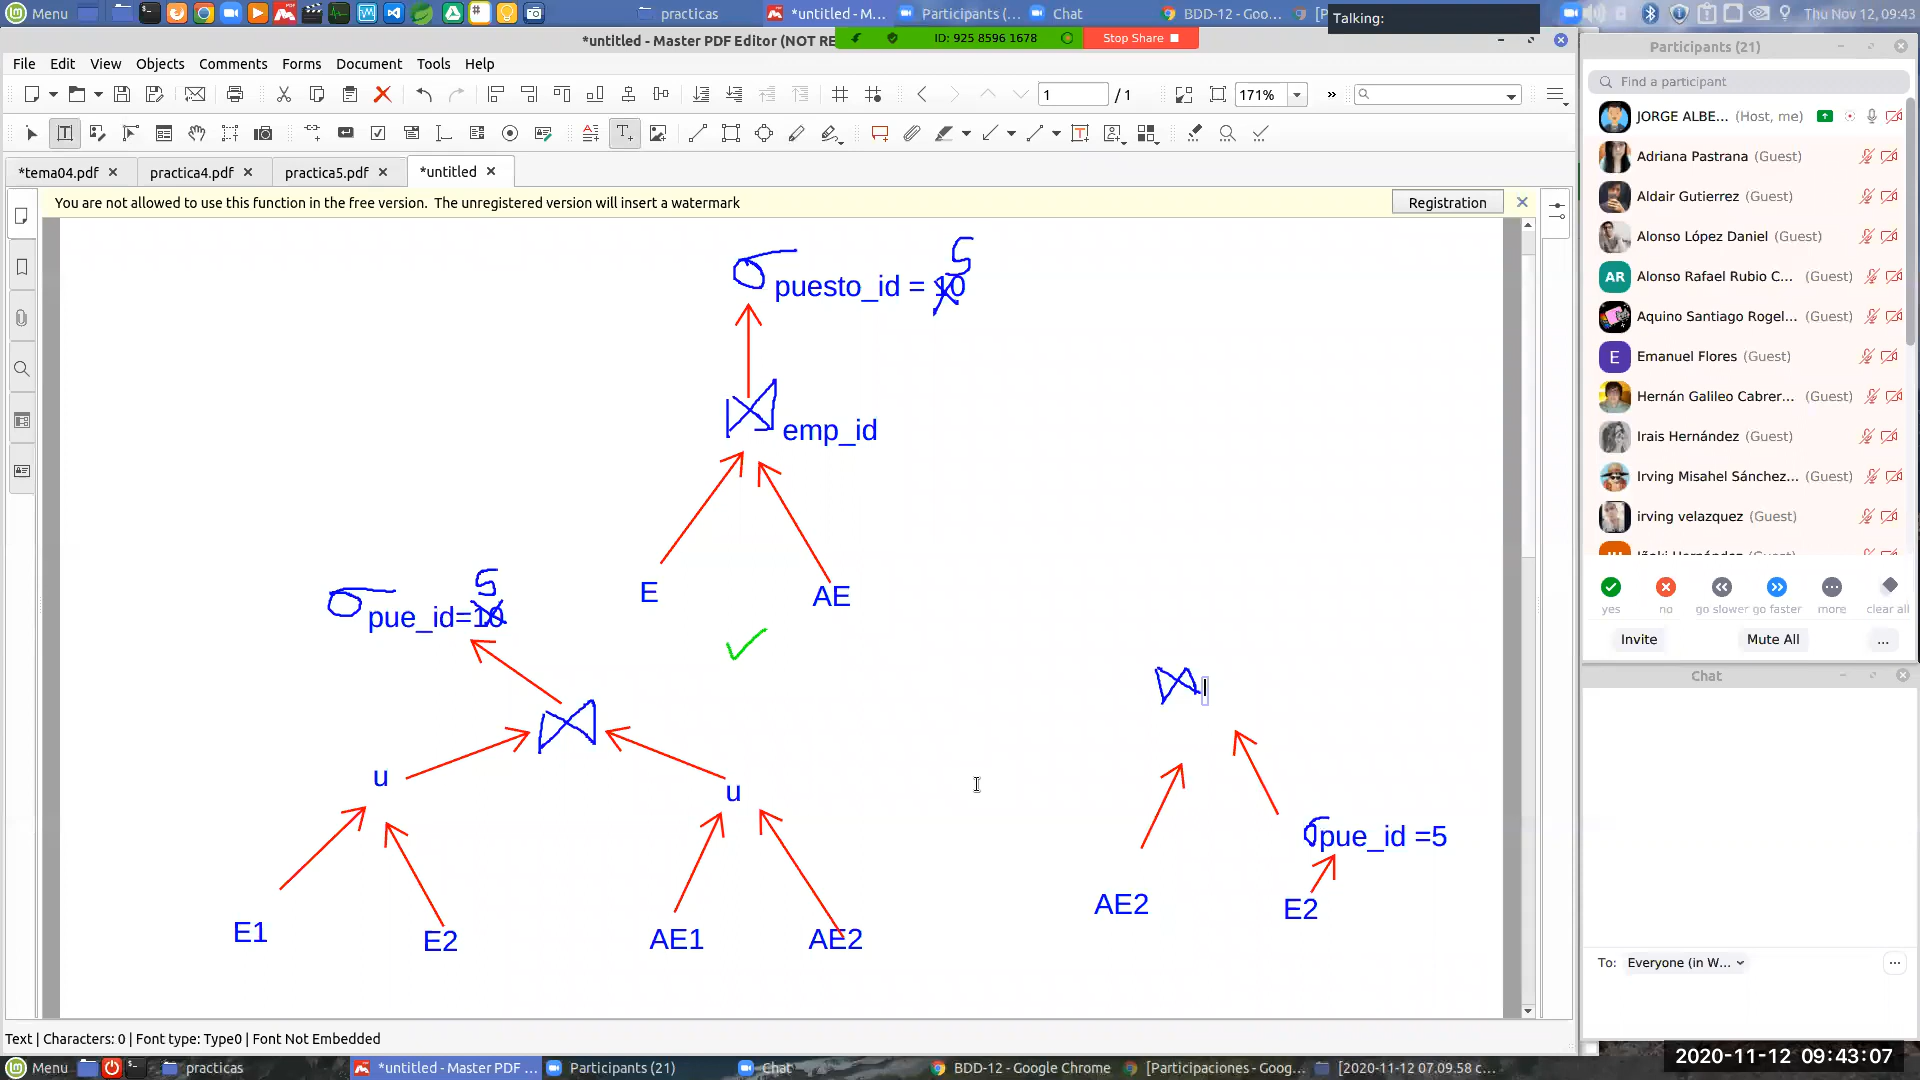 Menu
practicas
*untitled - M...
Participants (...
Chat
BDD-12 - Goo...
Talking:
Thu Nov 12, 09:43
*untitled - Master PDF Editor (NOT RE
ID: 925 8596 1678
Stop Share
File Edit View Objects Comments Forms Tools Document Help
1 / 1
171%
*tema04.pdf
practica4.pdf
practica5.pdf
*untitled
You are not allowed to use this function in the free version. The unregistered version will insert a watermark
Registration
5
σ puesto_id = 10
⋈ emp_id
E
AE
5
σ pue_id=10
⋈
u
u
E1
E2
AE1
AE2
⋈
σpue_id =5
AE2
E2
Participants (21)
Find a participant
JORGE ALBE... (Host, me)
Adriana Pastrana (Guest)
Aldair Gutierrez (Guest)
Alonso López Daniel (Guest)
AR Alonso Rafael Rubio C... (Guest)
Aquino Santiago Rogel... (Guest)
E Emanuel Flores (Guest)
Hernán Galileo Cabrer... (Guest)
Irais Hernández (Guest)
Irving Misahel Sánchez... (Guest)
irving velazquez (Guest)
yes no go slower go faster more clear all
Invite
Mute All
...
Chat
To: Everyone (in W...
Text | Characters: 0 | Font type: Type0 | Font Not Embedded
Menu
practicas
*untitled - Master PDF ...
Participants (21)
Chat
BDD-12 - Google Chrome
[Participaciones - Goog...
[2020-11-12 07.09.58 c...
2020-11-12 09:43:07